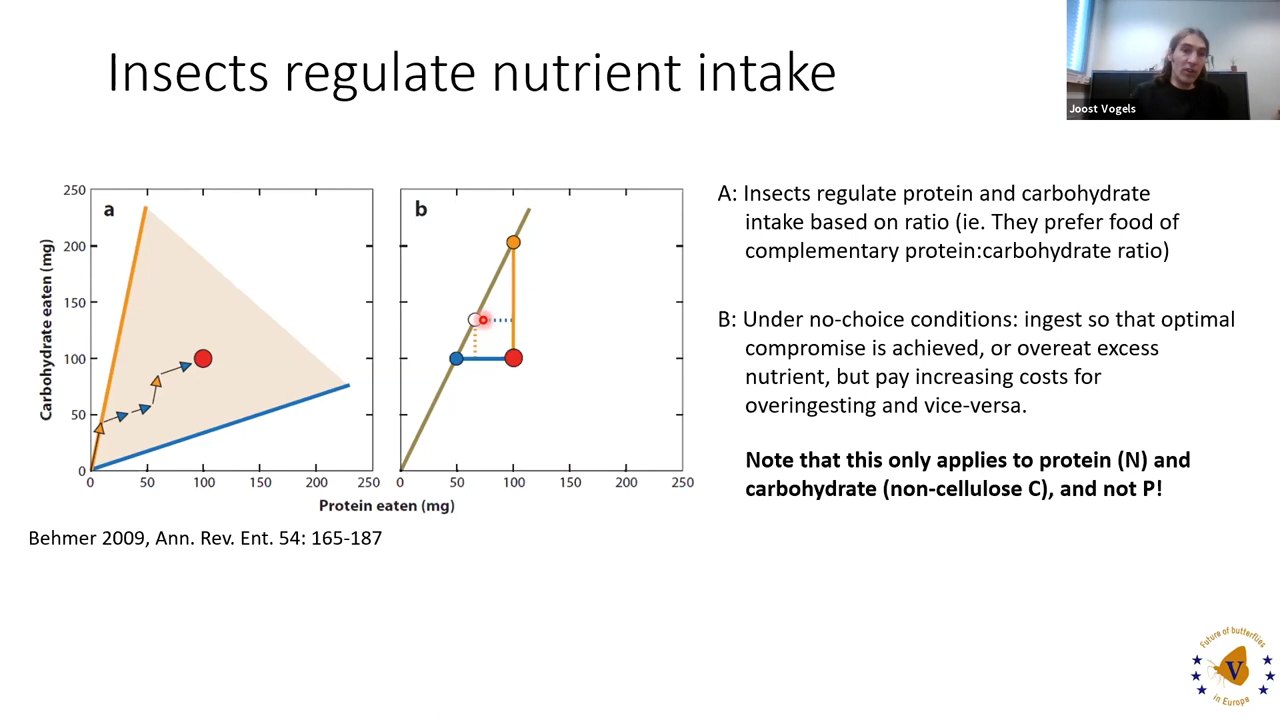 Insects regulate nutrient intake
Joost Vogels
a
b
250
200
150
100
50
0
0 50 100 150 200 250
0 50 100 150 200 250
Carbohydrate eaten (mg)
Protein eaten (mg)
Behmer 2009, Ann. Rev. Ent. 54: 165-187
A: Insects regulate protein and carbohydrate
intake based on ratio (ie. They prefer food of
complementary protein:carbohydrate ratio)
B: Under no-choice conditions: ingest so that optimal
compromise is achieved, or overeat excess
nutrient, but pay increasing costs for
overingesting and vice-versa.
Note that this only applies to protein (N) and
carbohydrate (non-cellulose C), and not P!
Future of butterflies
V
in Europe